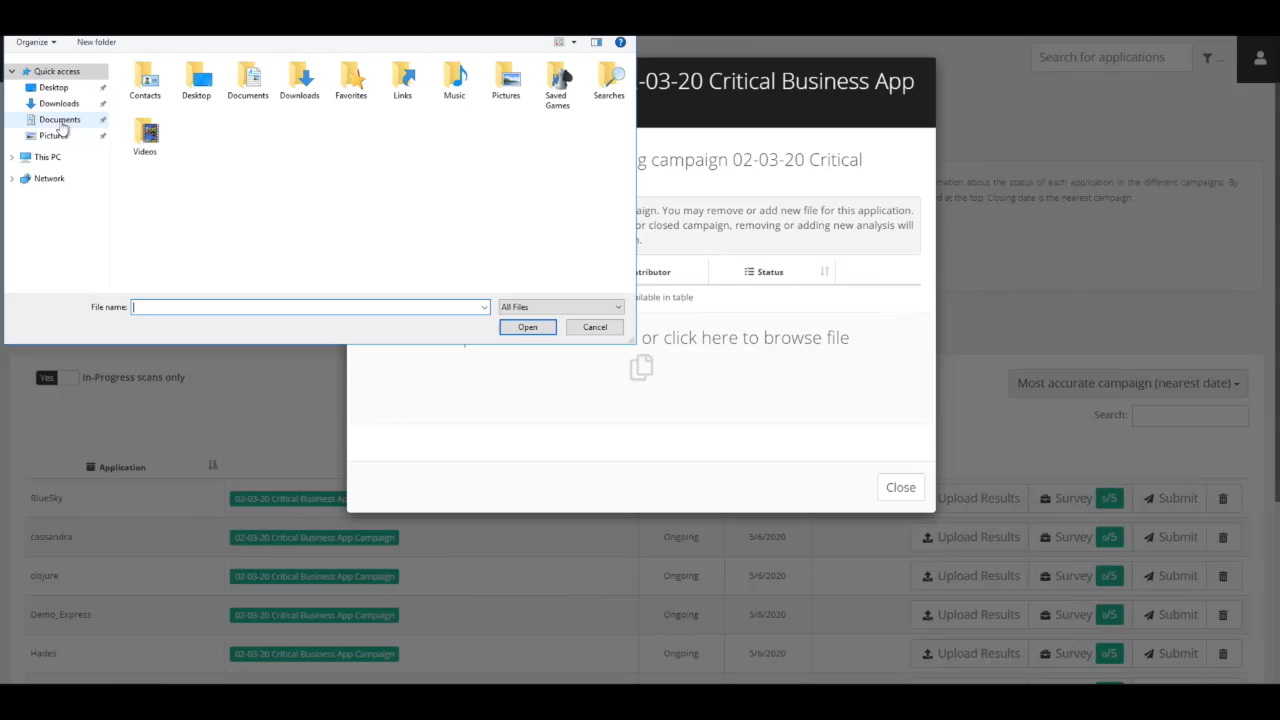 Organize
New folder
Quick access
Desktop
Downloads
Documents
Pictures
This PC
Network
Contacts
Desktop
Documents
Downloads
Favorites
Links
Music
Pictures
Saved Games
Searches
Videos
File name:
All Files
Open
Cancel
Search for applications
...
-03-20 Critical Business App
g campaign 02-03-20 Critical
aign. You may remove or add new file for this application.
or closed campaign, removing or adding new analysis will
n.
tributor
Status
ailable in table
or click here to browse file
Close
mation about the status of each application in the different campaigns. By
d at the top. Closing date is the nearest campaign.
Yes
In-Progress scans only
Most accurate campaign (nearest date)
Search:
Application
BlueSky 02-03-20 Critical Business Ap Upload Results Survey 5/5 Submit
cassandra 02-03-20 Critical Business App Campaign Ongoing 5/6/2020 Upload Results Survey 0/5 Submit
clojure 02-03-20 Critical Business App Campaign Ongoing 5/6/2020 Upload Results Survey 0/5 Submit
Demo_Express 02-03-20 Critical Business App Campaign Ongoing 5/6/2020 Upload Results Survey 0/5 Submit
Hades 02-03-20 Critical Business App Campaign Ongoing 5/6/2020 Upload Results Survey 0/5 Submit